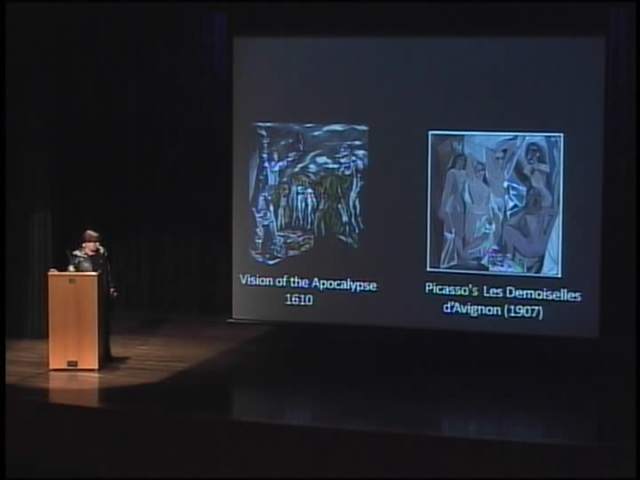 Vision of the Apocalypse
1610
Picasso's Les Demoiselles
d'Avignon (1907)